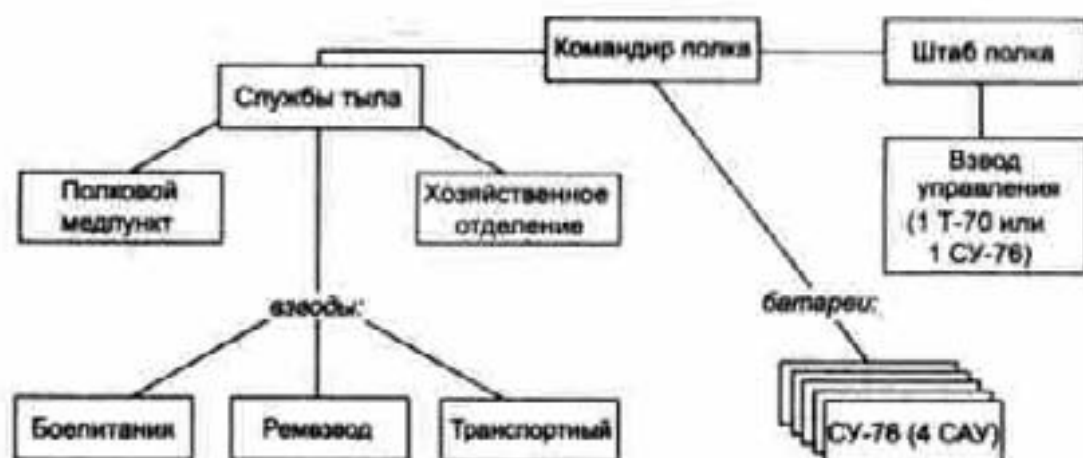 Командир полка
Штаб полка
Службы тыла
Взвод
управления
(1 Т-70 или
1 СУ-76)
Полковой
медпункт
Хозяйственное
отделение
взводы:
батареи:
Боепитания
Ремвзвод
Транспортный
СУ-76 (4 САУ)